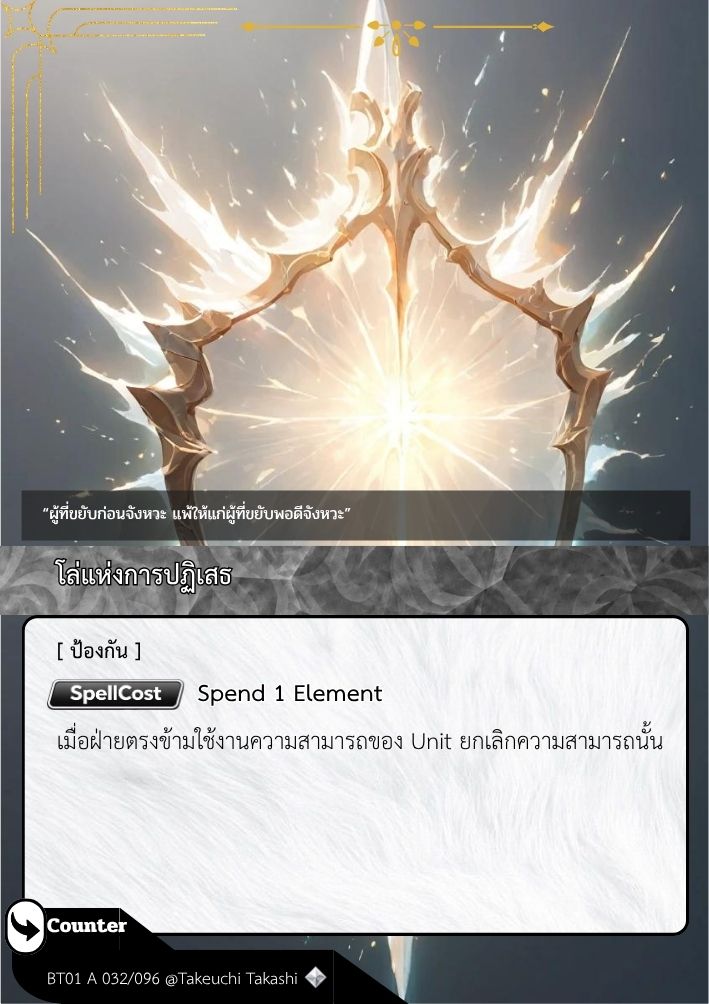 “ผู้ที่ขยับก่อนจังหวะ แพ้ให้แก่ผู้ที่ขยับพอดีจังหวะ”
โล่แห่งการปฏิเสธ
[ ป้องกัน ]
SpellCost Spend 1 Element
เมื่อฝ่ายตรงข้ามใช้งานความสามารถของ Unit ยกเลิกความสามารถนั้น
Counter
BT01 A 032/096 @Takeuchi Takashi